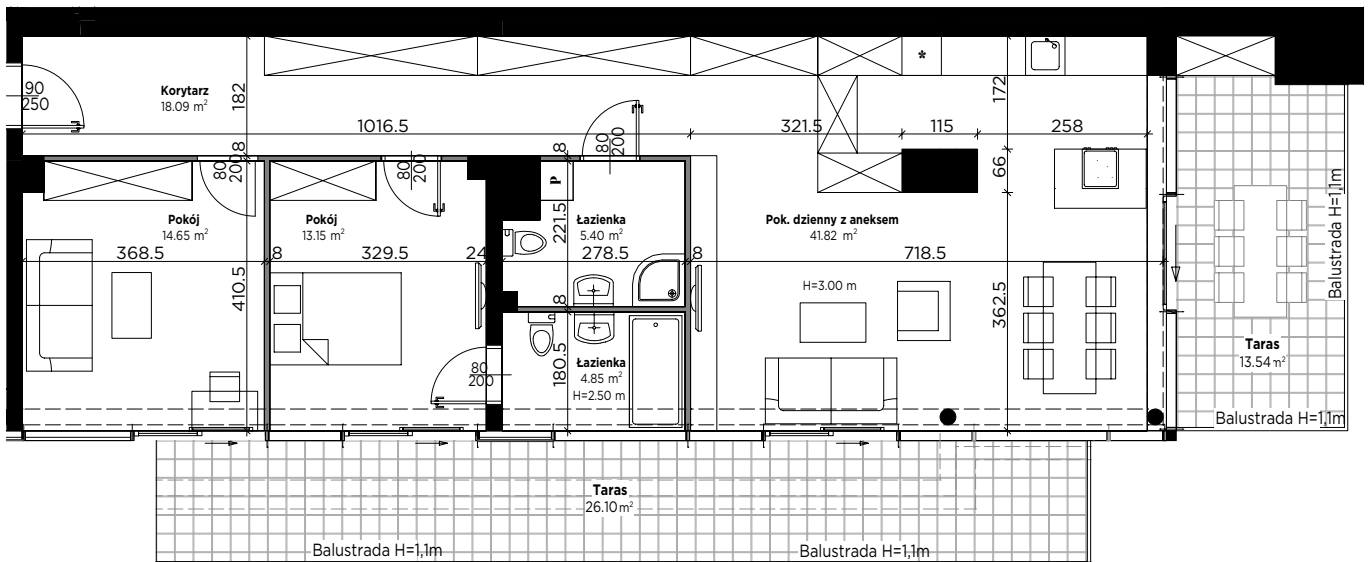 90
250
Korytarz
18.09 m²
182
1016.5
8
80
200
8
80
200
80
200
321.5
115
172
258
66
*
P
Pokój
14.65 m²
368.5
410.5
8
Pokój
13.15 m²
329.5
24
80
200
Łazienka
5.40 m²
221.5
278.5
8
8
Łazienka
4.85 m²
H=2.50 m
180.5
Pok. dzienny z aneksem
41.82 m²
718.5
H=3.00 m
362.5
Balustrada H=1,1m
Balustrada H=1,1m
Taras
13.54 m²
Balustrada H=1,1m
Taras
26.10 m²
Balustrada H=1,1m
Balustrada H=1,1m